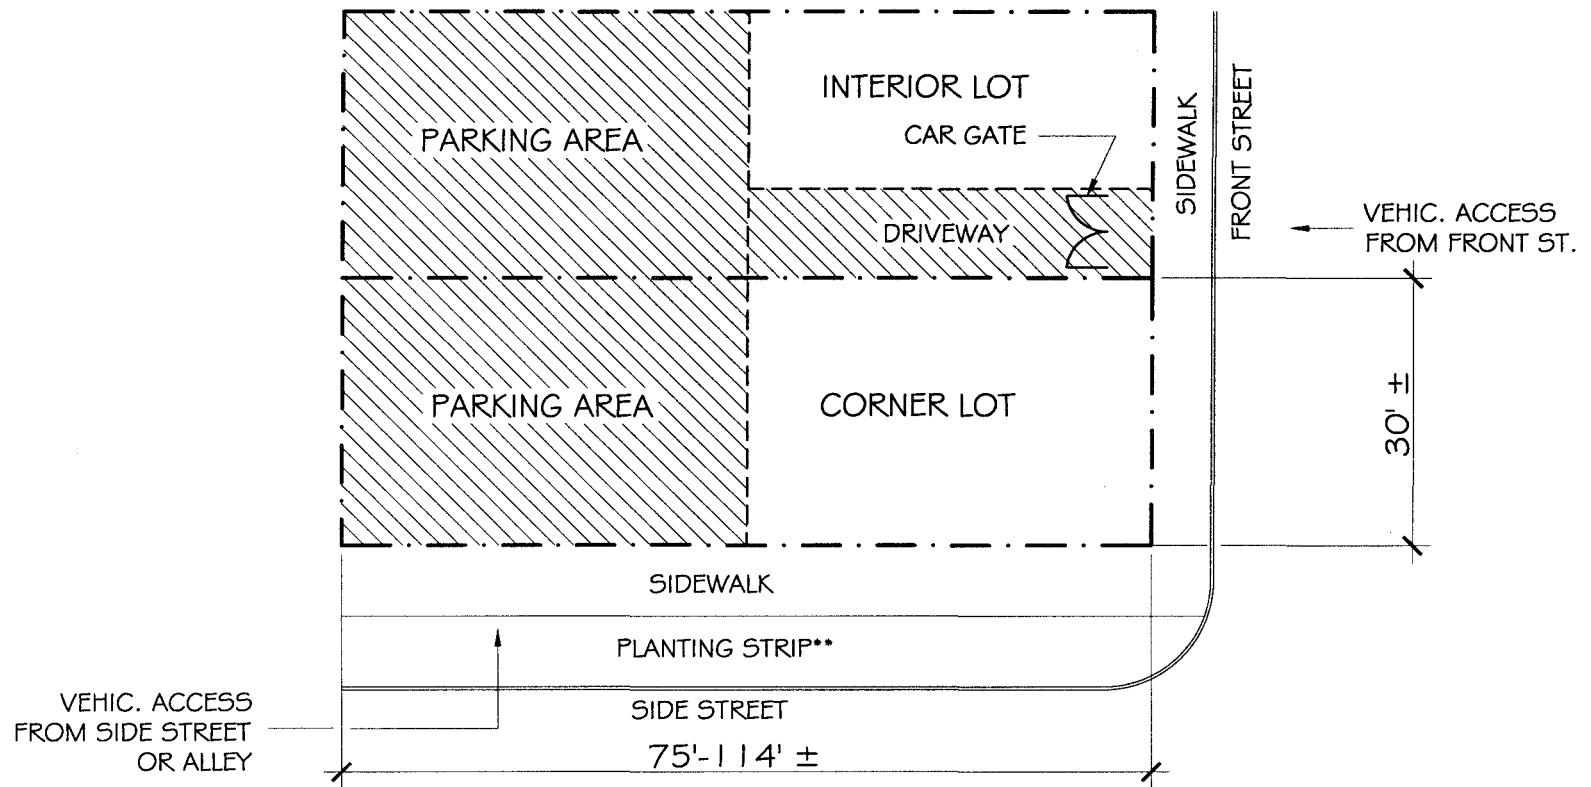 INTERIOR LOT
CAR GATE
PARKING AREA
SIDEWALK
FRONT STREET
DRIVEWAY
VEHIC. ACCESS
FROM FRONT ST.
PARKING AREA
CORNER LOT
30' ±
SIDEWALK
PLANTING STRIP**
VEHIC. ACCESS
FROM SIDE STREET
OR ALLEY
SIDE STREET
75'-114' ±